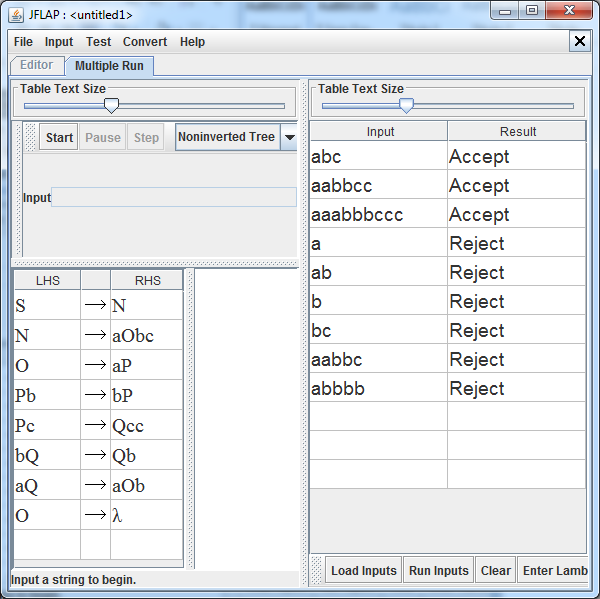 JFLAP : <untitled1>
File Input Test Convert Help
Editor Multiple Run
Table Text Size
Start Pause Step Noninverted Tree
Input
LHS RHS
S → N
N → aObc
O → aP
Pb → bP
Pc → Qcc
bQ → Qb
aQ → aOb
O → λ
Input a string to begin.
Table Text Size
Input Result
abc Accept
aabbcc Accept
aaabbbccc Accept
a Reject
ab Reject
b Reject
bc Reject
aabbc Reject
abbbb Reject
Load Inputs Run Inputs Clear Enter Lamb